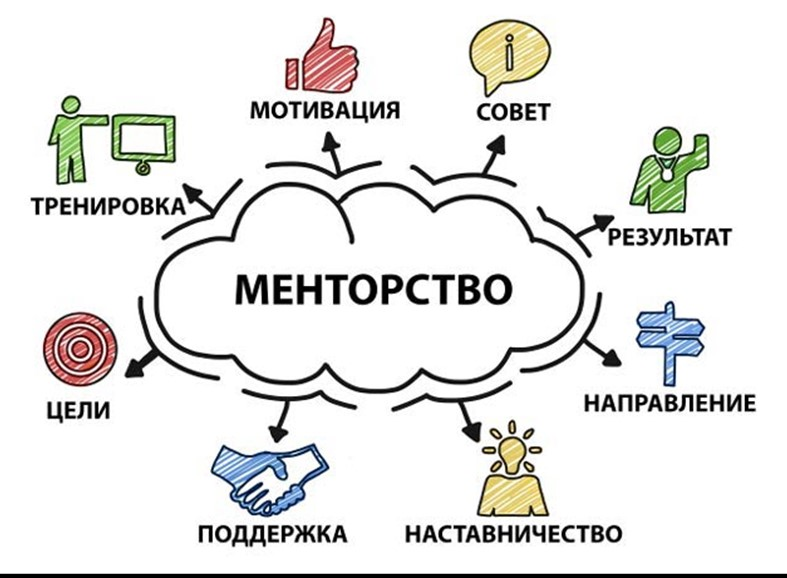 МОТИВАЦИЯ
СОВЕТ
ТРЕНИРОВКА
РЕЗУЛЬТАТ
МЕНТОРСТВО
ЦЕЛИ
НАПРАВЛЕНИЕ
ПОДДЕРЖКА
НАСТАВНИЧЕСТВО